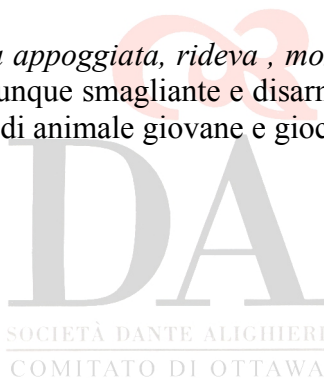 appoggiata, rideva , mo
unque smagliante e disarm
di animale giovane e gioc
DA
SOCIETÀ DANTE ALIGHIERI
COMITATO DI OTTAWA